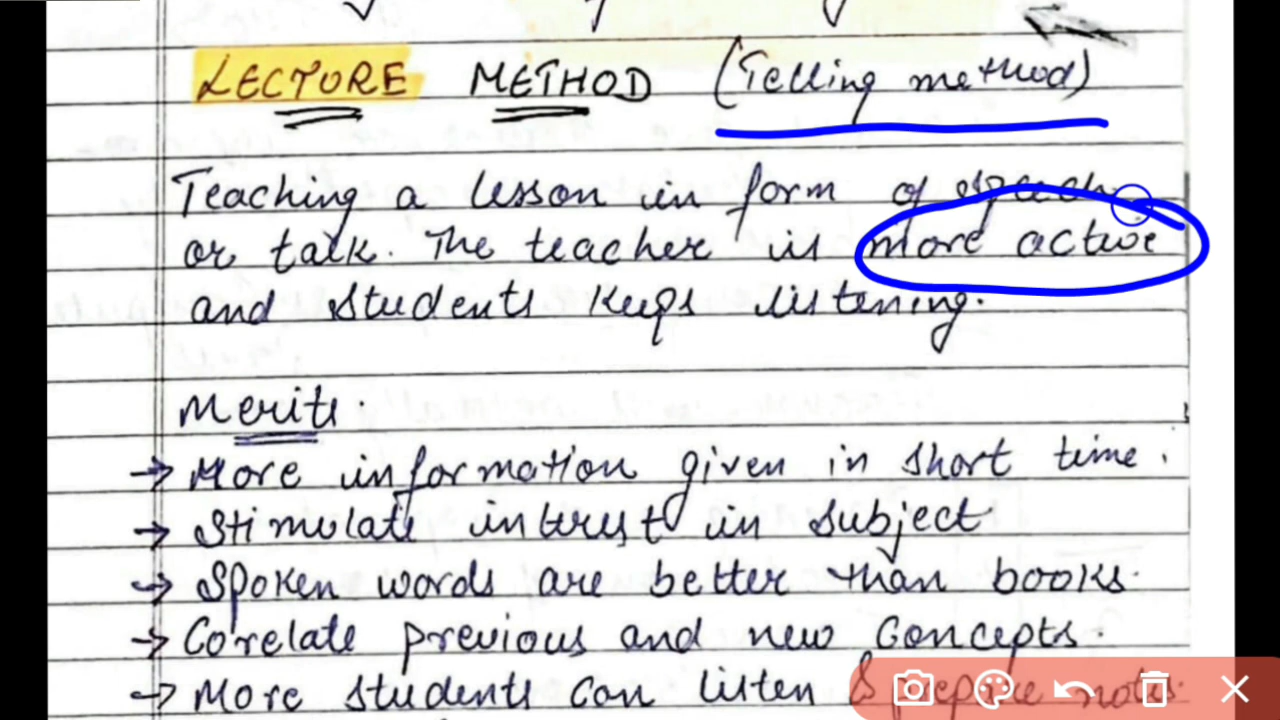 LECTURE METHOD (Telling method)
Teaching a lesson in form of speech
or talk. The teacher is more active
and students keeps listening.
Merits.
→ More information given in short time.
→ Stimulate interest in subject
→ Spoken words are better than books.
→ Corelate previous and new concepts.
→ More students can listen & prepare notes.